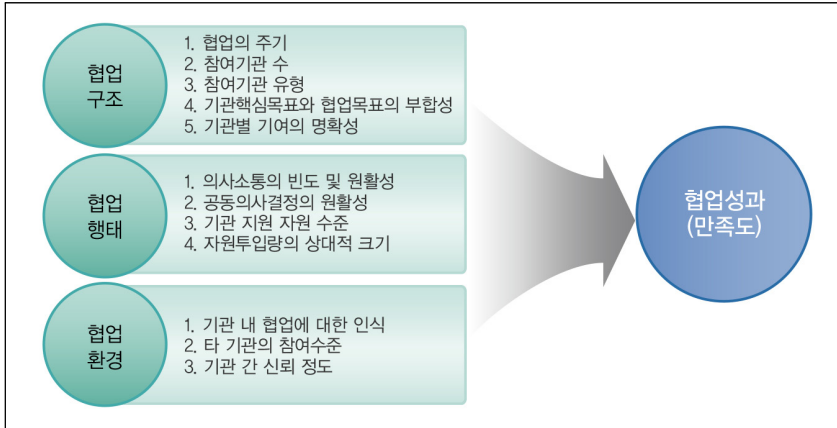 협업
구조
1. 협업의 주기
2. 참여기관 수
3. 참여기관 유형
4. 기관핵심목표와 협업목표의 부합성
5. 기관별 기여의 명확성
협업
행태
1. 의사소통의 빈도 및 원활성
2. 공동의사결정의 원활성
3. 기관 지원 자원 수준
4. 자원투입량의 상대적 크기
협업
환경
1. 기관 내 협업에 대한 인식
2. 타 기관의 참여수준
3. 기관 간 신뢰 정도
협업성과
(만족도)